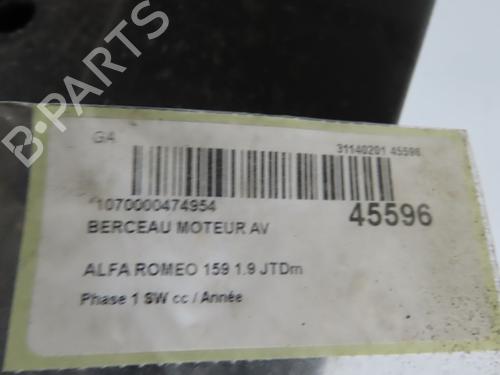 G4
31140201 45596
1070000474954
45596
BERCEAU MOTEUR AV
ALFA ROMEO 159 1.9 JTDm
Phase 1 SW cc / Année
B-PARTS